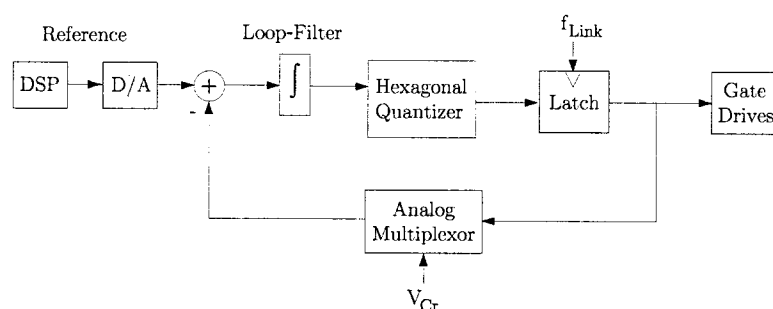 Reference
Loop-Filter
f_Link
DSP
D/A
+
-
∫
Hexagonal
Quantizer
Latch
Gate
Drives
Analog
Multiplexor
V_Cr